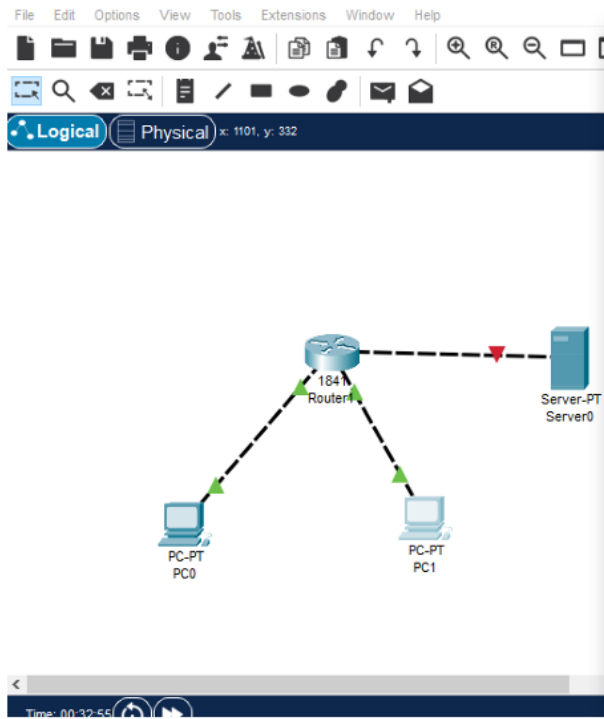 File Edit Options View Tools Extensions Window Help
Logical Physical x: 1101, y: 332
1841
Router1
Server-PT
Server0
PC-PT
PC0
PC-PT
PC1
Time: 00:32:55